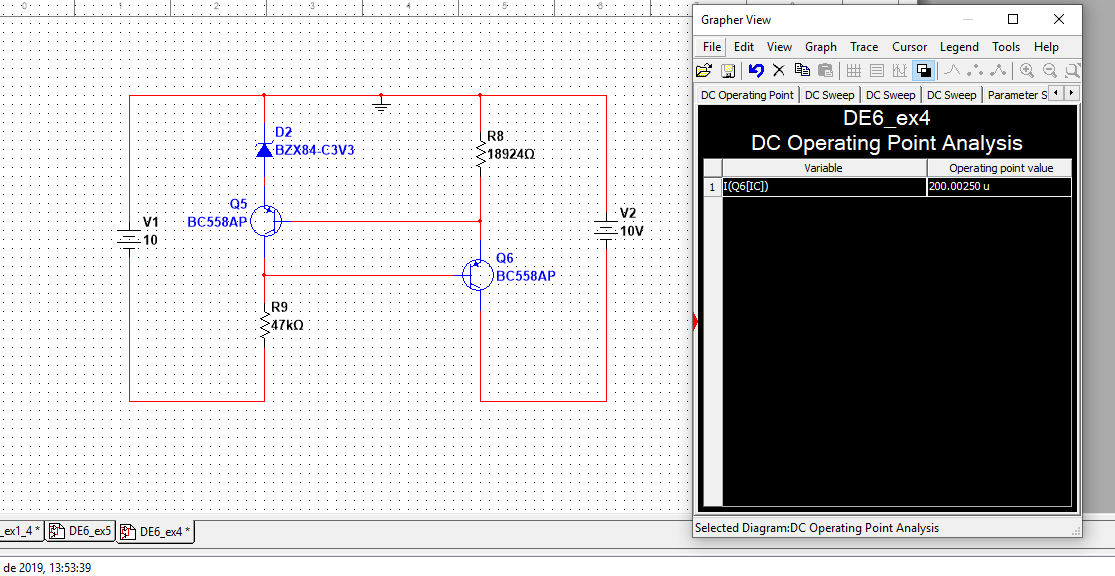 0 1 2 3 4 5 6
D2
BZX84-C3V3
R8
18924Ω
Q5
BC558AP
V1
10
V2
10V
Q6
BC558AP
R9
47kΩ
_ex1_4 * DE6_ex5 DE6_ex4 *
de 2019, 13:53:39
Grapher View
File Edit View Graph Trace Cursor Legend Tools Help
DC Operating Point DC Sweep DC Sweep DC Sweep Parameter S
DE6_ex4
DC Operating Point Analysis
Variable Operating point value
1 I(Q6[IC]) 200.00250 u
Selected Diagram:DC Operating Point Analysis